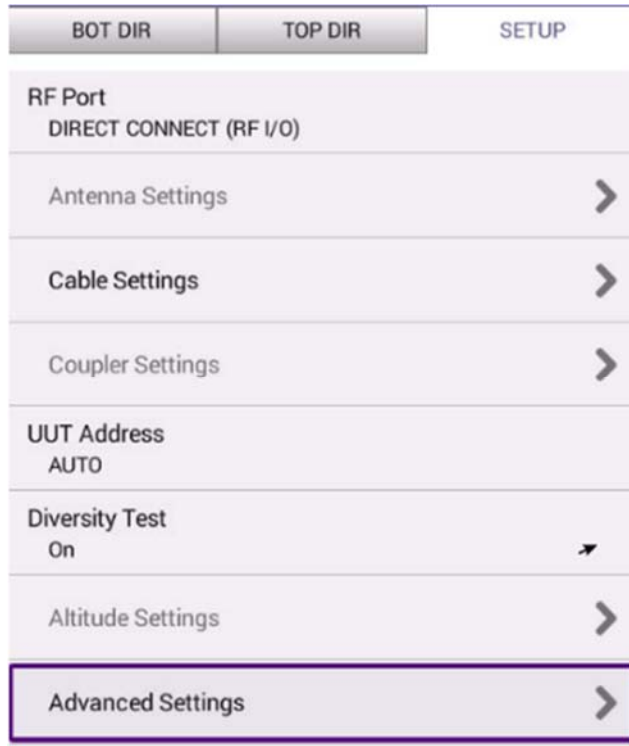 BOT DIR
TOP DIR
SETUP
RF Port
DIRECT CONNECT (RF I/O)
Antenna Settings
Cable Settings
Coupler Settings
UUT Address
AUTO
Diversity Test
On
Altitude Settings
Advanced Settings